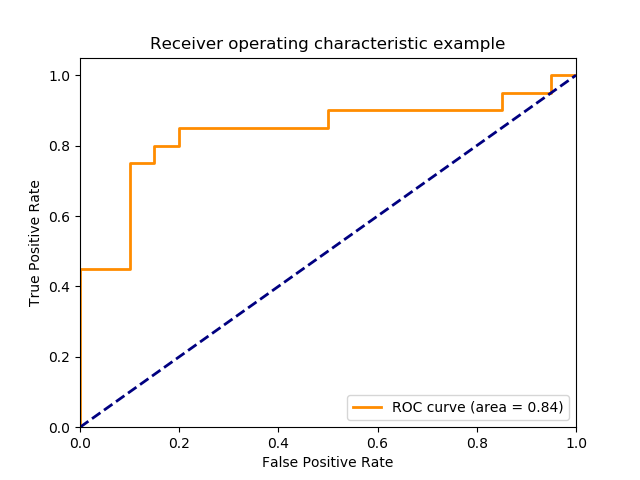 Receiver operating characteristic example
1.0
0.8
0.6
0.4
0.2
0.0
True Positive Rate
ROC curve (area = 0.84)
0.0 0.2 0.4 0.6 0.8 1.0
False Positive Rate